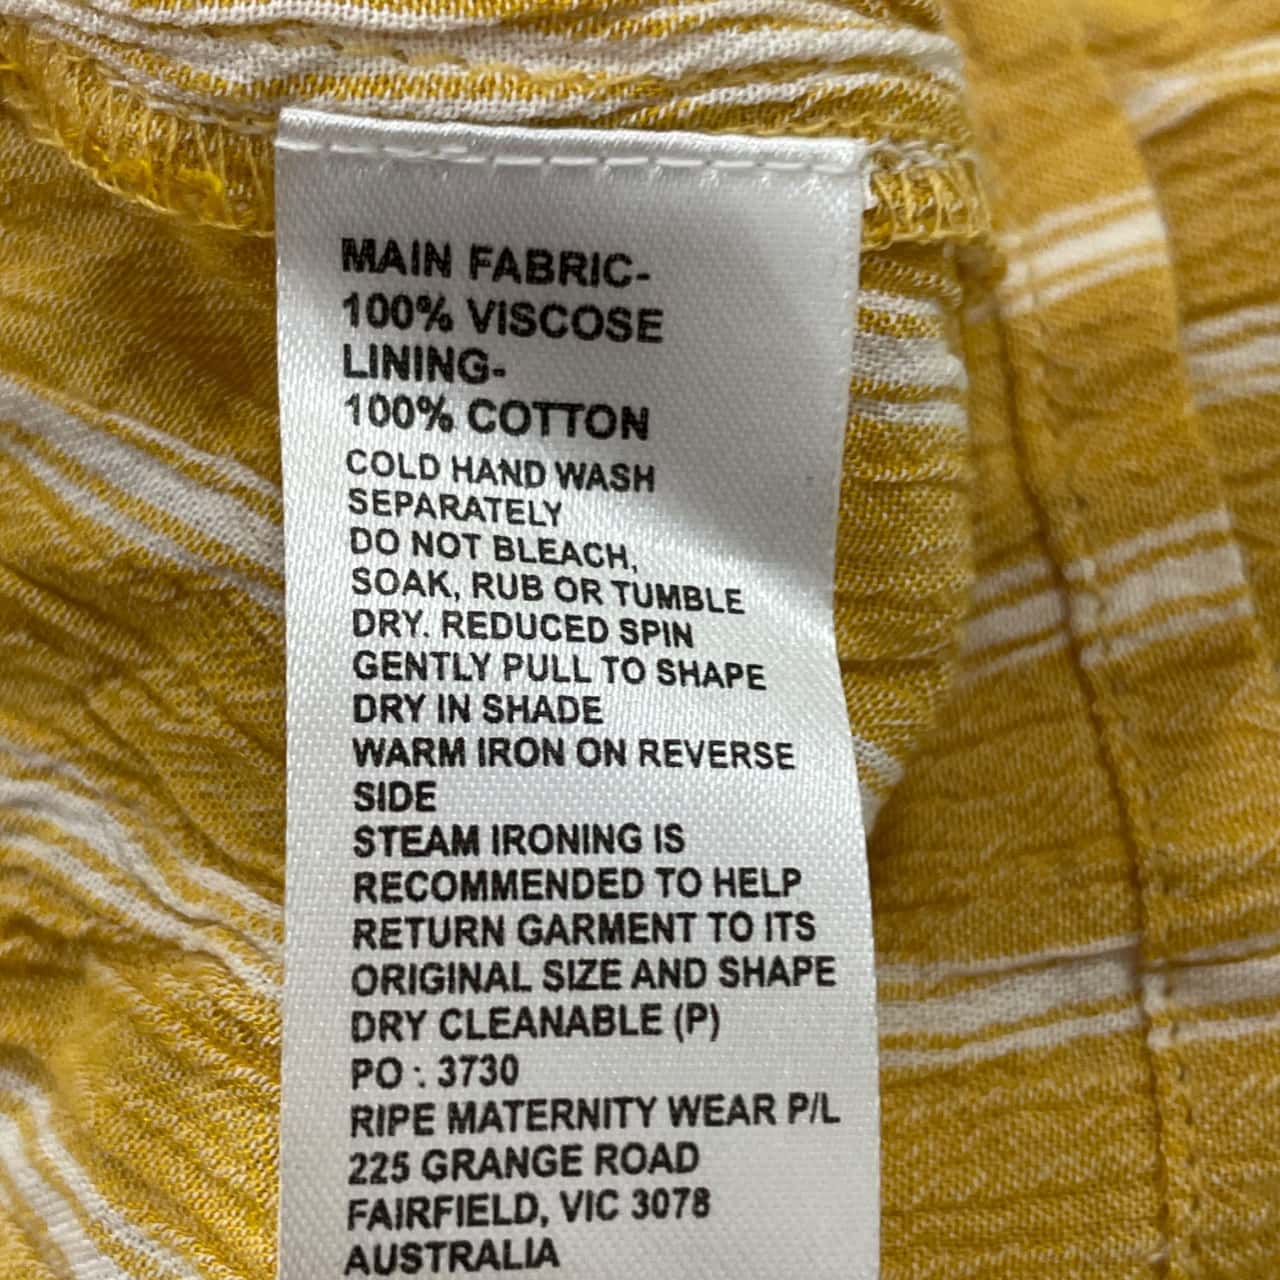 MAIN FABRIC-
100% VISCOSE
LINING-
100% COTTON
COLD HAND WASH
SEPARATELY
DO NOT BLEACH,
SOAK, RUB OR TUMBLE
DRY. REDUCED SPIN
GENTLY PULL TO SHAPE
DRY IN SHADE
WARM IRON ON REVERSE
SIDE
STEAM IRONING IS
RECOMMENDED TO HELP
RETURN GARMENT TO ITS
ORIGINAL SIZE AND SHAPE
DRY CLEANABLE (P)
PO : 3730
RIPE MATERNITY WEAR P/L
225 GRANGE ROAD
FAIRFIELD, VIC 3078
AUSTRALIA